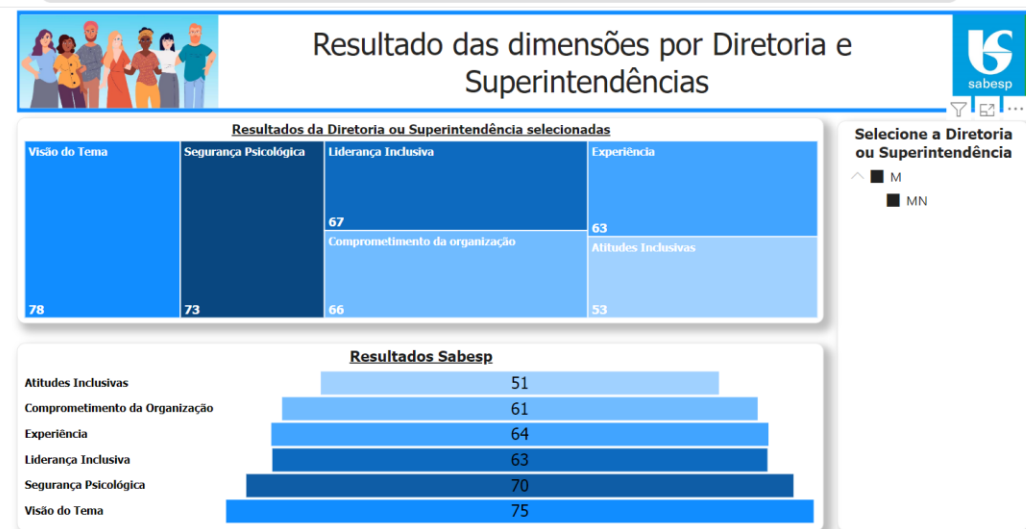 Resultado das dimensões por Diretoria e
Superintendências
sabesp
Resultados da Diretoria ou Superintendência selecionadas
Visão do Tema
78
Segurança Psicológica
73
Liderança Inclusiva
67
Comprometimento da organização
66
Experiência
63
Atitudes Inclusivas
53
Selecione a Diretoria
ou Superintendência
M
MN
Resultados Sabesp
Atitudes Inclusivas 51
Comprometimento da Organização 61
Experiência 64
Liderança Inclusiva 63
Segurança Psicológica 70
Visão do Tema 75